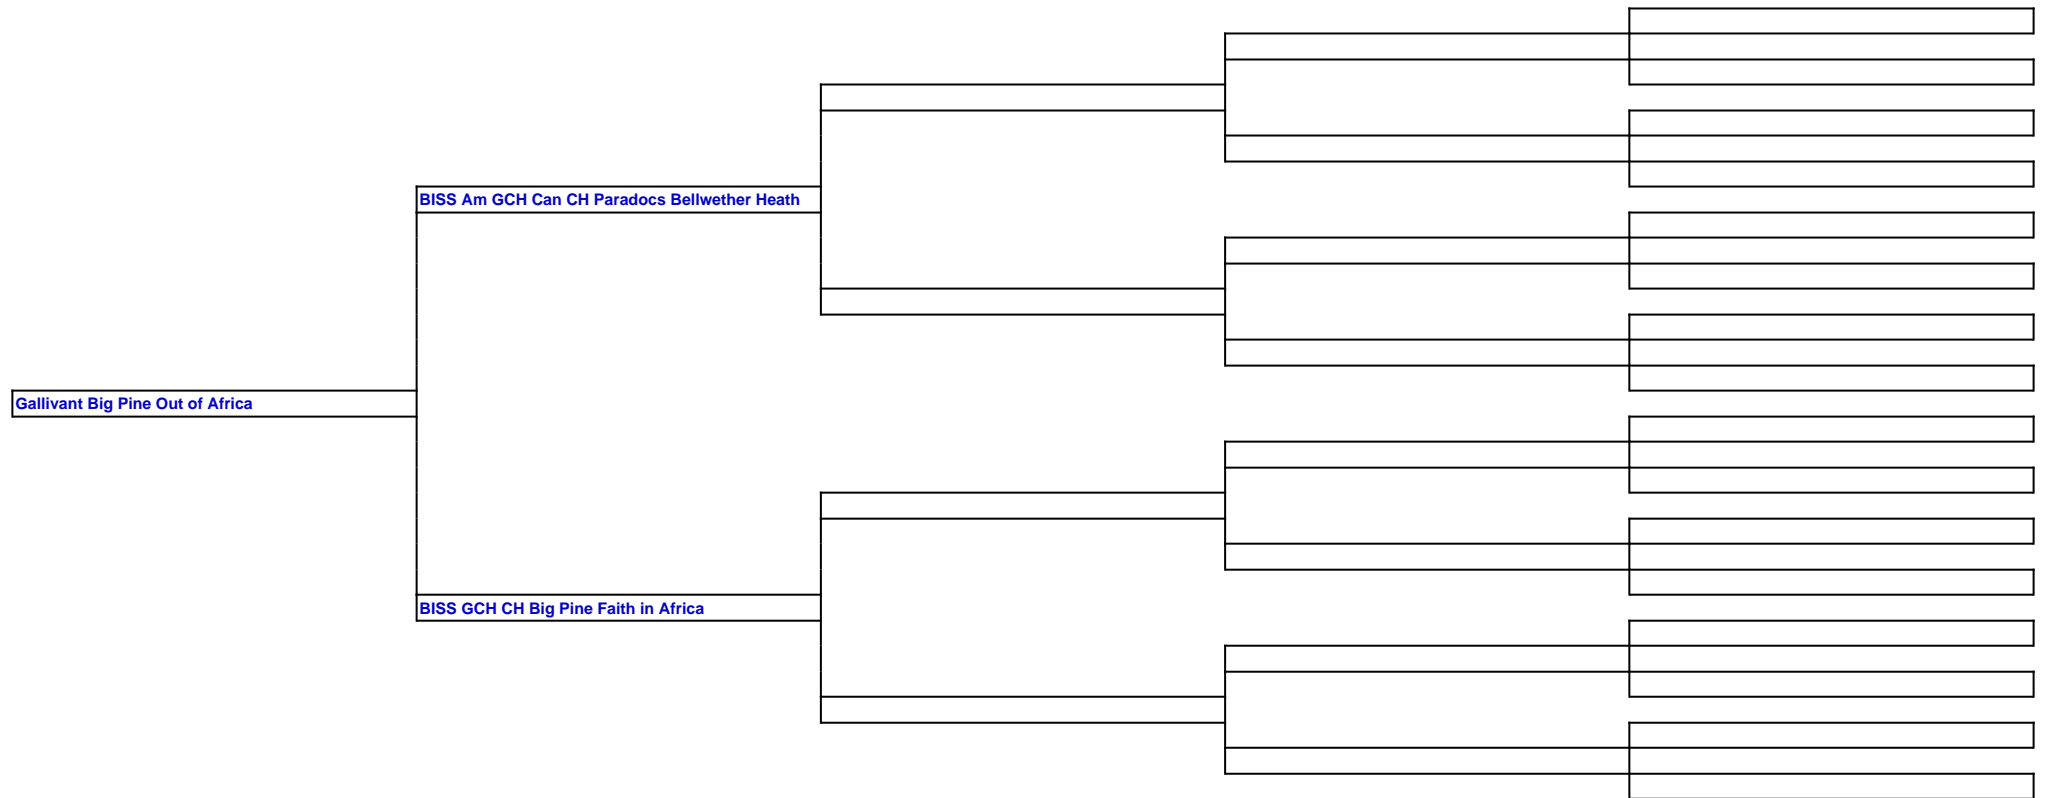 BISS Am GCH Can CH Paradocs Bellwether Heath
Gallivant Big Pine Out of Africa
BISS GCH CH Big Pine Faith in Africa